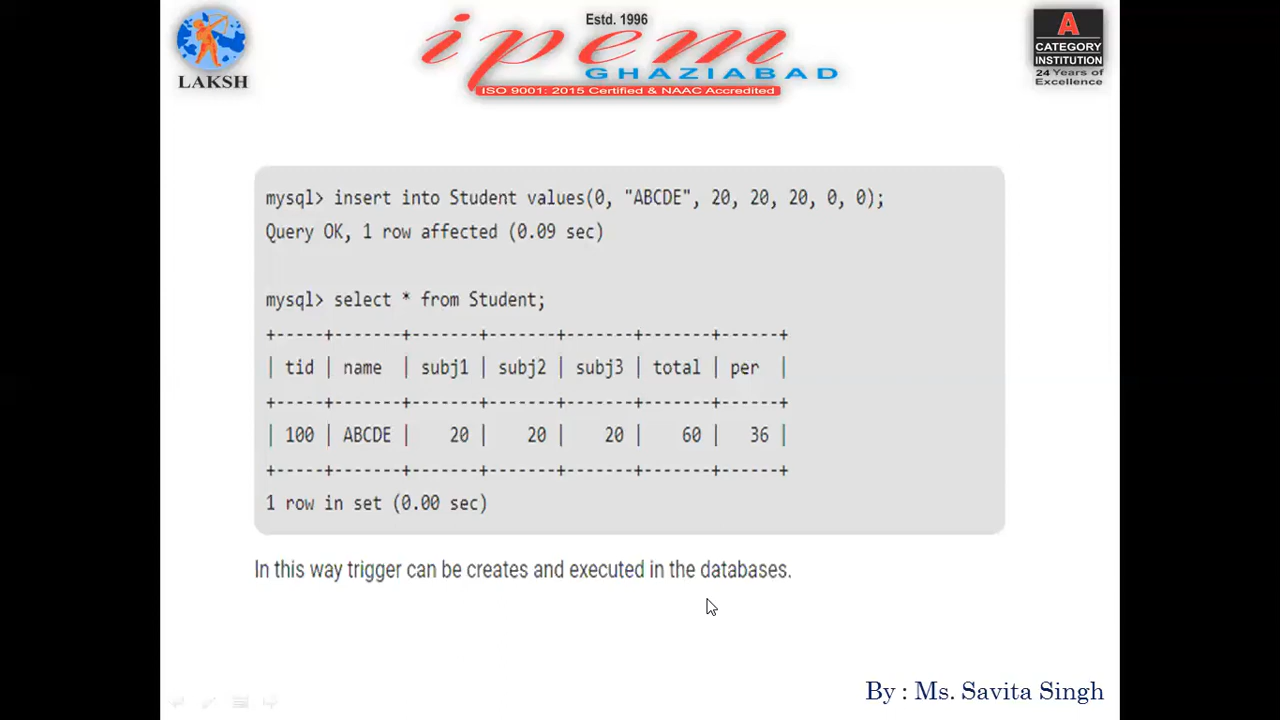 Estd. 1996
ipem
GHAZIABAD
ISO 9001: 2015 Certified & NAAC Accredited
LAKSH
A
CATEGORY
INSTITUTION
24 Years of
Excellence
mysql> insert into Student values(0, "ABCDE", 20, 20, 20, 0, 0);
Query OK, 1 row affected (0.09 sec)
mysql> select * from Student;
+-----+-------+-------+-------+-------+-------+------+
| tid | name  | subj1 | subj2 | subj3 | total | per  |
+-----+-------+-------+-------+-------+-------+------+
| 100 | ABCDE |    20 |    20 |    20 |    60 |   36 |
+-----+-------+-------+-------+-------+-------+------+
1 row in set (0.00 sec)
In this way trigger can be creates and executed in the databases.
By : Ms. Savita Singh